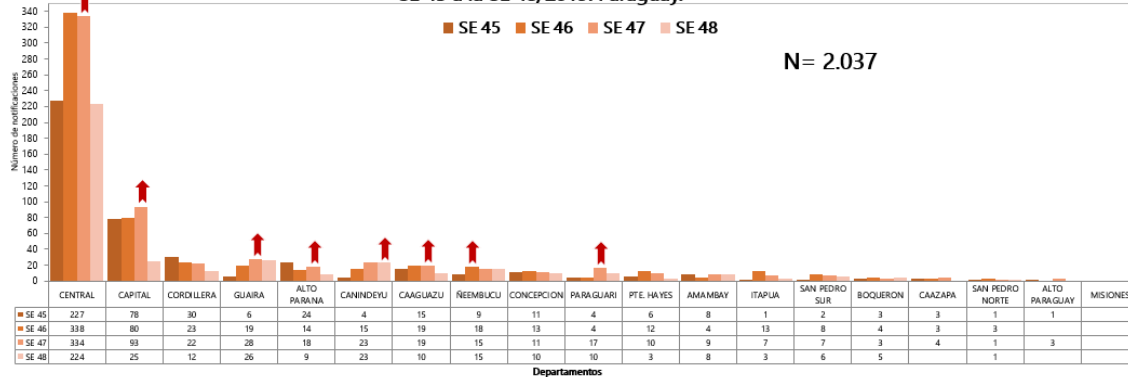 SE 45 SE 46 SE 47 SE 48
N= 2.037
Número de notificaciones
340
320
300
280
260
240
220
200
180
160
140
120
100
80
60
40
20
0
CENTRAL CAPITAL CORDILLERA GUAIRA ALTO PARANA CANINDEYU CAAGUAZU ÑEEMBUCU CONCEPCION PARAGUARI PTE. HAYES AMAMBAY ITAPUA SAN PEDRO SUR BOQUERON CAAZAPA SAN PEDRO NORTE ALTO PARAGUAY MISIONES
SE 45 227 78 30 6 24 4 15 9 11 4 6 8 1 2 3 3 1 1
SE 46 338 80 23 19 14 15 19 18 13 4 12 4 13 8 4 3 3
SE 47 334 93 22 28 18 23 19 15 11 17 10 9 7 7 3 4 1 3
SE 48 224 25 12 26 9 23 10 15 10 10 3 8 3 6 5 1
Departamentos